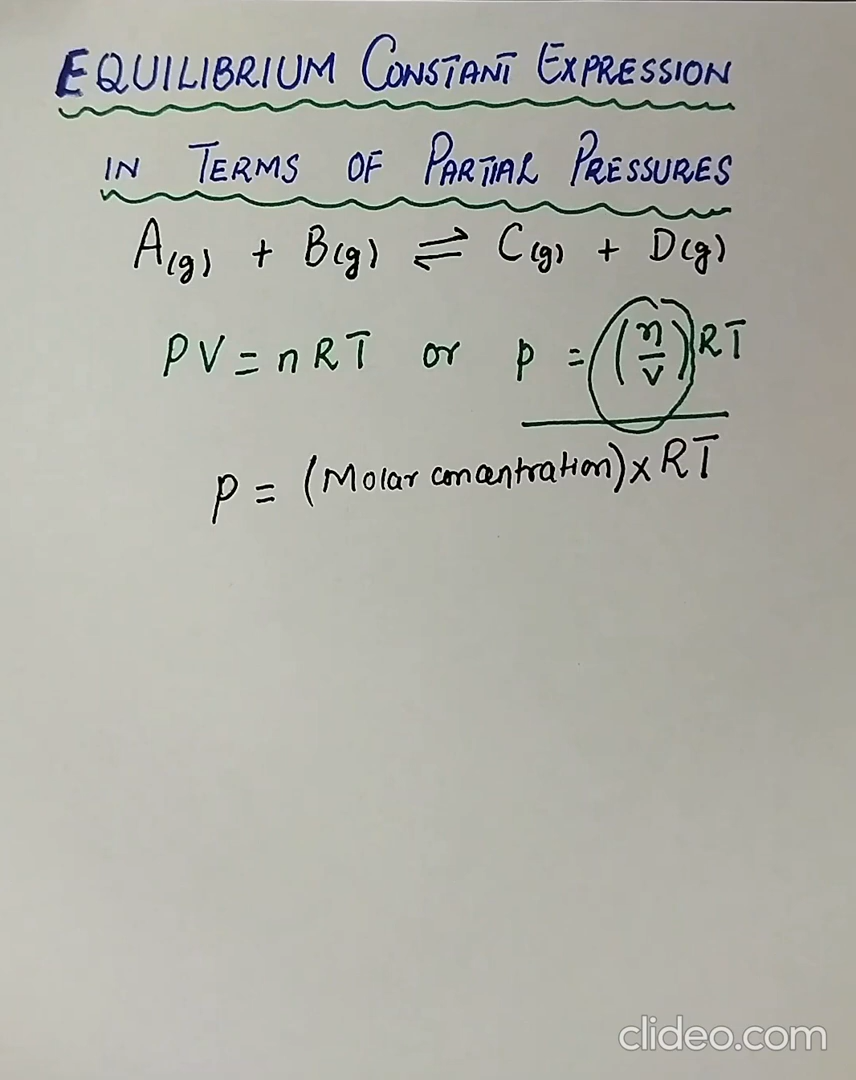 EQUILIBRIUM CONSTANT EXPRESSION
IN TERMS OF PARTIAL PRESSURES
A(g) + B(g) ⇌ C(g) + D(g)
PV = nRT or p = (n/v)RT
p = (Molar concentration) × RT
clideo.com